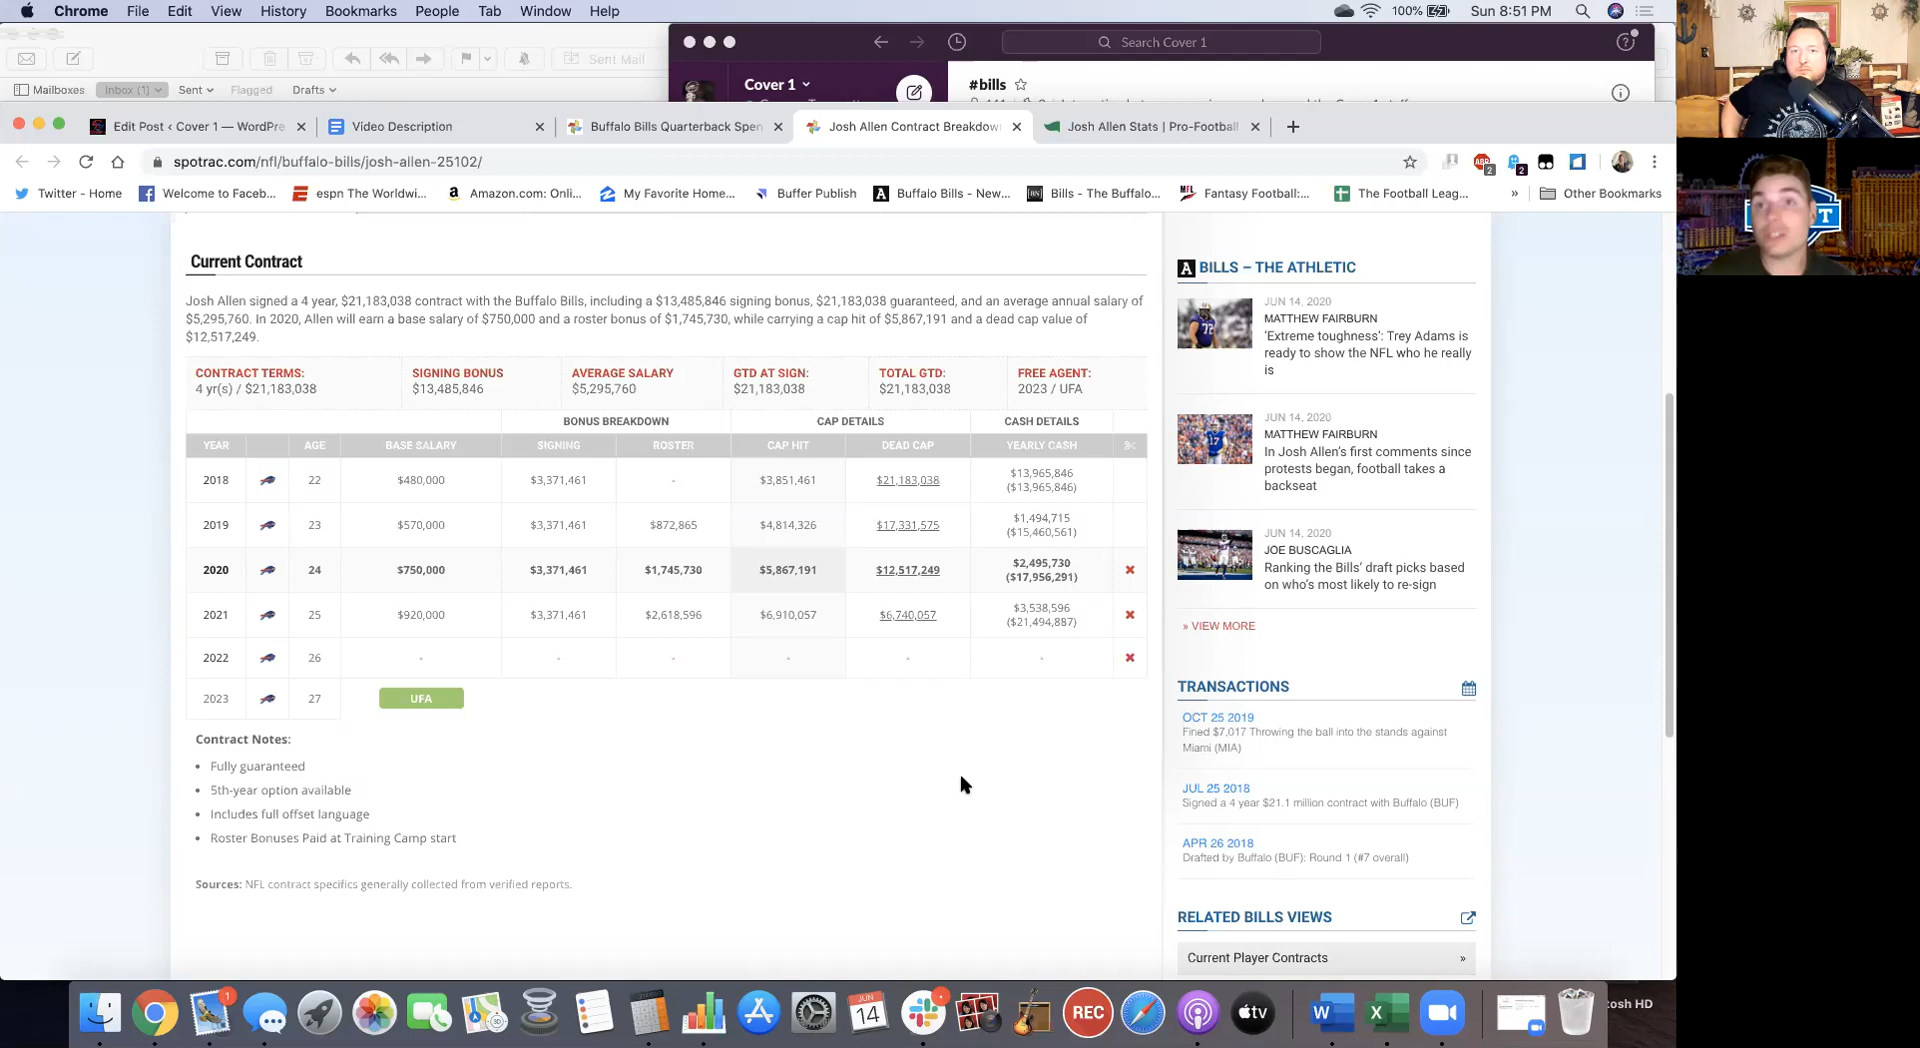 Chrome File Edit View History Bookmarks People Tab Window Help 100% Sun 8:51 PM
Sent Mail
Search Cover 1
Mailboxes Inbox (1) Sent Flagged Drafts
Cover 1
#bills
Edit Post ‹ Cover 1 — WordPre
Video Description
Buffalo Bills Quarterback Spen
Josh Allen Contract Breakdown
Josh Allen Stats | Pro-Football
spotrac.com/nfl/buffalo-bills/josh-allen-25102/
Twitter - Home
Welcome to Faceb...
espn The Worldwi...
Amazon.com: Onli...
My Favorite Home...
Buffer Publish
Buffalo Bills - New...
Bills - The Buffalo...
Fantasy Football:...
The Football Leag...
» Other Bookmarks
Current Contract
Josh Allen signed a 4 year, $21,183,038 contract with the Buffalo Bills, including a $13,485,846 signing bonus, $21,183,038 guaranteed, and an average annual salary of
$5,295,760. In 2020, Allen will earn a base salary of $750,000 and a roster bonus of $1,745,730, while carrying a cap hit of $5,867,191 and a dead cap value of
$12,517,249.
CONTRACT TERMS: SIGNING BONUS AVERAGE SALARY GTD AT SIGN: TOTAL GTD: FREE AGENT:
4 yr(s) / $21,183,038 $13,485,846 $5,295,760 $21,183,038 $21,183,038 2023 / UFA
BONUS BREAKDOWN CAP DETAILS CASH DETAILS
YEAR AGE BASE SALARY SIGNING ROSTER CAP HIT DEAD CAP YEARLY CASH
2018 22 $480,000 $3,371,461 - $3,851,461 $21,183,038 $13,965,846
($13,965,846)
2019 23 $570,000 $3,371,461 $872,865 $4,814,326 $17,331,575 $1,494,715
($15,460,561)
2020 24 $750,000 $3,371,461 $1,745,730 $5,867,191 $12,517,249 $2,495,730
($17,956,291)
2021 25 $920,000 $3,371,461 $2,618,596 $6,910,057 $6,740,057 $3,538,596
($21,494,887)
2022 26 - - - - - -
2023 27 UFA
Contract Notes:
• Fully guaranteed
• 5th-year option available
• Includes full offset language
• Roster Bonuses Paid at Training Camp start
Sources: NFL contract specifics generally collected from verified reports.
A BILLS – THE ATHLETIC
JUN 14, 2020
MATTHEW FAIRBURN
'Extreme toughness': Trey Adams is
ready to show the NFL who he really
is
JUN 14, 2020
MATTHEW FAIRBURN
In Josh Allen's first comments since
protests began, football takes a
backseat
JUN 14, 2020
JOE BUSCAGLIA
Ranking the Bills' draft picks based
on who's most likely to re-sign
» VIEW MORE
TRANSACTIONS
OCT 25 2019
Fined $7,017 Throwing the ball into the stands against
Miami (MIA)
JUL 25 2018
Signed a 4 year $21.1 million contract with Buffalo (BUF)
APR 26 2018
Drafted by Buffalo (BUF): Round 1 (#7 overall)
RELATED BILLS VIEWS
Current Player Contracts »
1
JUN
14
REC
tv
W
X
tosh HD